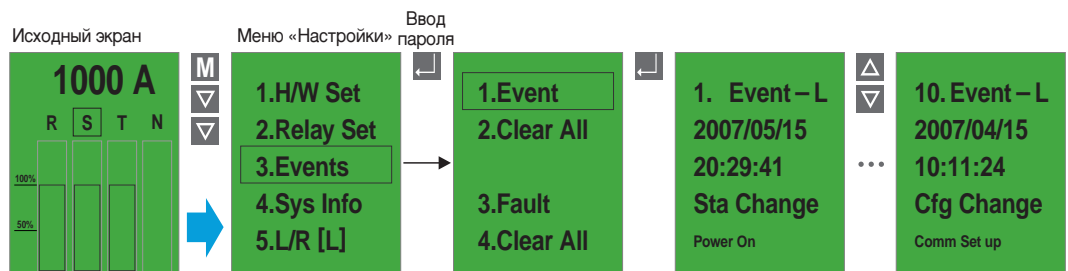 Исходный экран
1000 A
R S T N
100%
50%
M
Меню «Настройки»
1.H/W Set
2.Relay Set
3.Events
4.Sys Info
5.L/R [L]
Ввод
пароля
1.Event
2.Clear All
3.Fault
4.Clear All
1. Event – L
2007/05/15
20:29:41
Sta Change
Power On
...
10. Event – L
2007/04/15
10:11:24
Cfg Change
Comm Set up